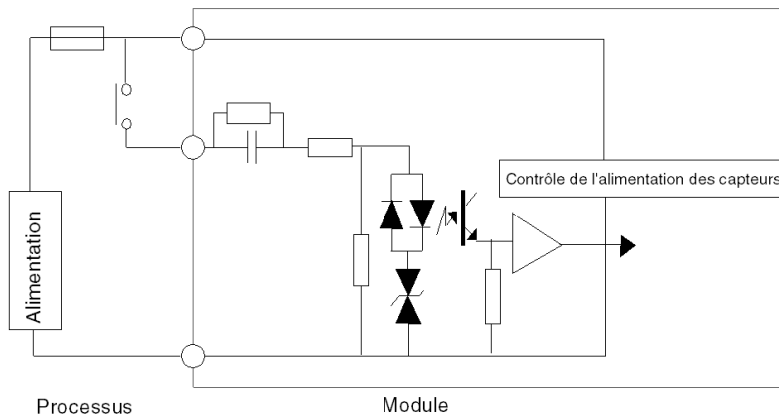 Contrôle de l'alimentation des capteurs
Alimentation
Processus
Module